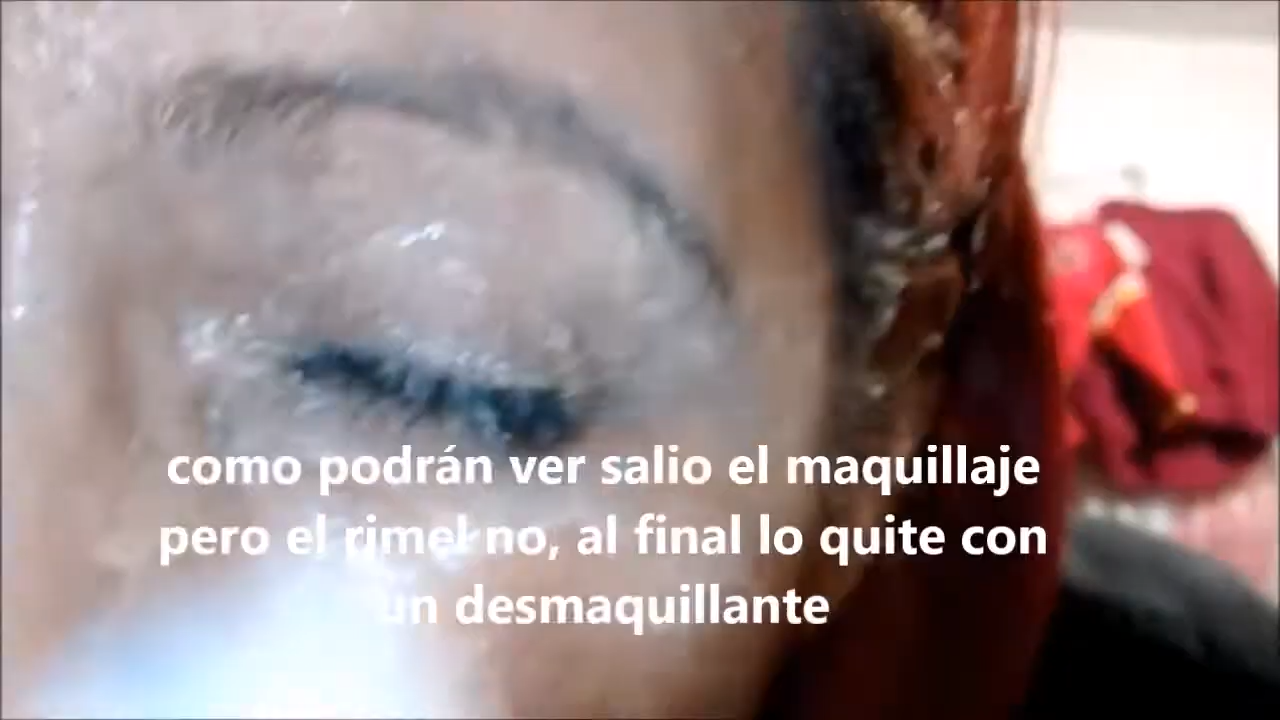 como podrán ver salio el maquillaje
pero el rimel no, al final lo quite con
un desmaquillante